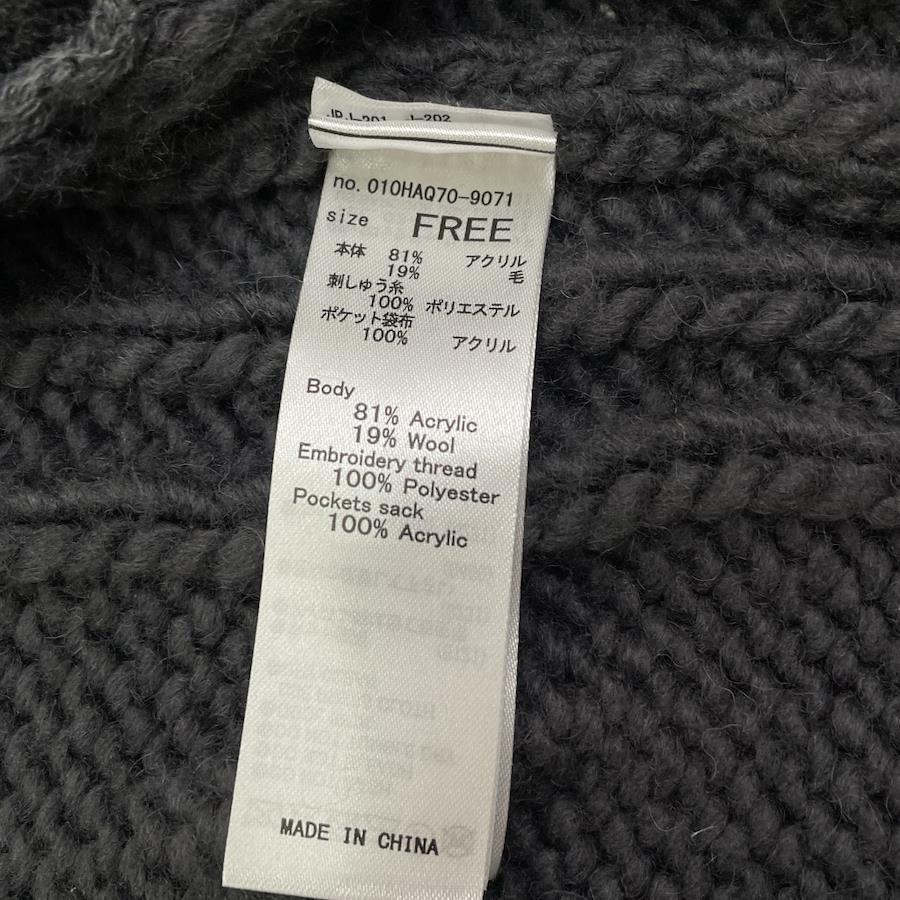 no. 010HAQ70-9071
size FREE
本体 81% アクリル
19% 毛
刺しゅう糸
100% ポリエステル
ポケット袋布
100% アクリル
Body
81% Acrylic
19% Wool
Embroidery thread
100% Polyester
Pockets sack
100% Acrylic
MADE IN CHINA